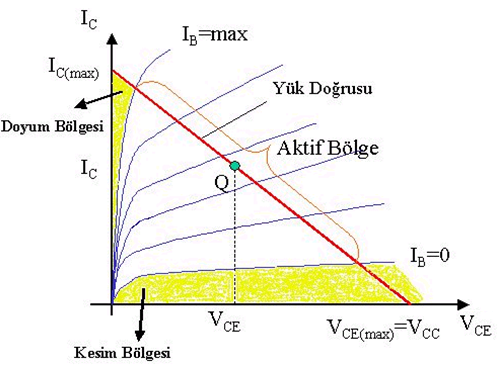 I_C
I_B=max
I_C(max)
Yük Doğrusu
Doyum Bölgesi
Aktif Bölge
I_C
Q
I_B=0
V_CE
V_CE(max)=V_CC
V_CE
Kesim Bölgesi